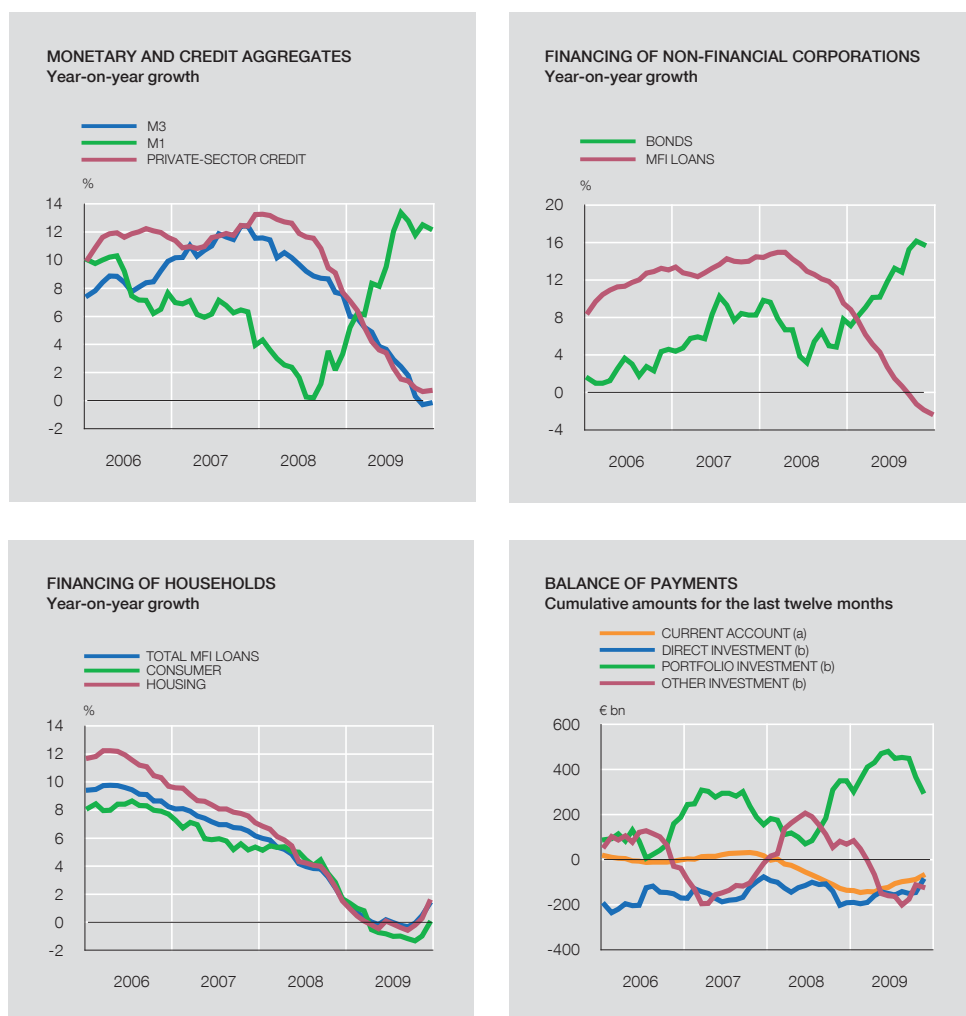 MONETARY AND CREDIT AGGREGATES
Year-on-year growth
M3
M1
PRIVATE-SECTOR CREDIT
%
14
12
10
8
6
4
2
0
-2
2006 2007 2008 2009
FINANCING OF NON-FINANCIAL CORPORATIONS
Year-on-year growth
BONDS
MFI LOANS
%
20
16
12
8
4
0
-4
2006 2007 2008 2009
FINANCING OF HOUSEHOLDS
Year-on-year growth
TOTAL MFI LOANS
CONSUMER
HOUSING
%
14
12
10
8
6
4
2
0
-2
2006 2007 2008 2009
BALANCE OF PAYMENTS
Cumulative amounts for the last twelve months
CURRENT ACCOUNT (a)
DIRECT INVESTMENT (b)
PORTFOLIO INVESTMENT (b)
OTHER INVESTMENT (b)
€ bn
600
400
200
0
-200
-400
2006 2007 2008 2009